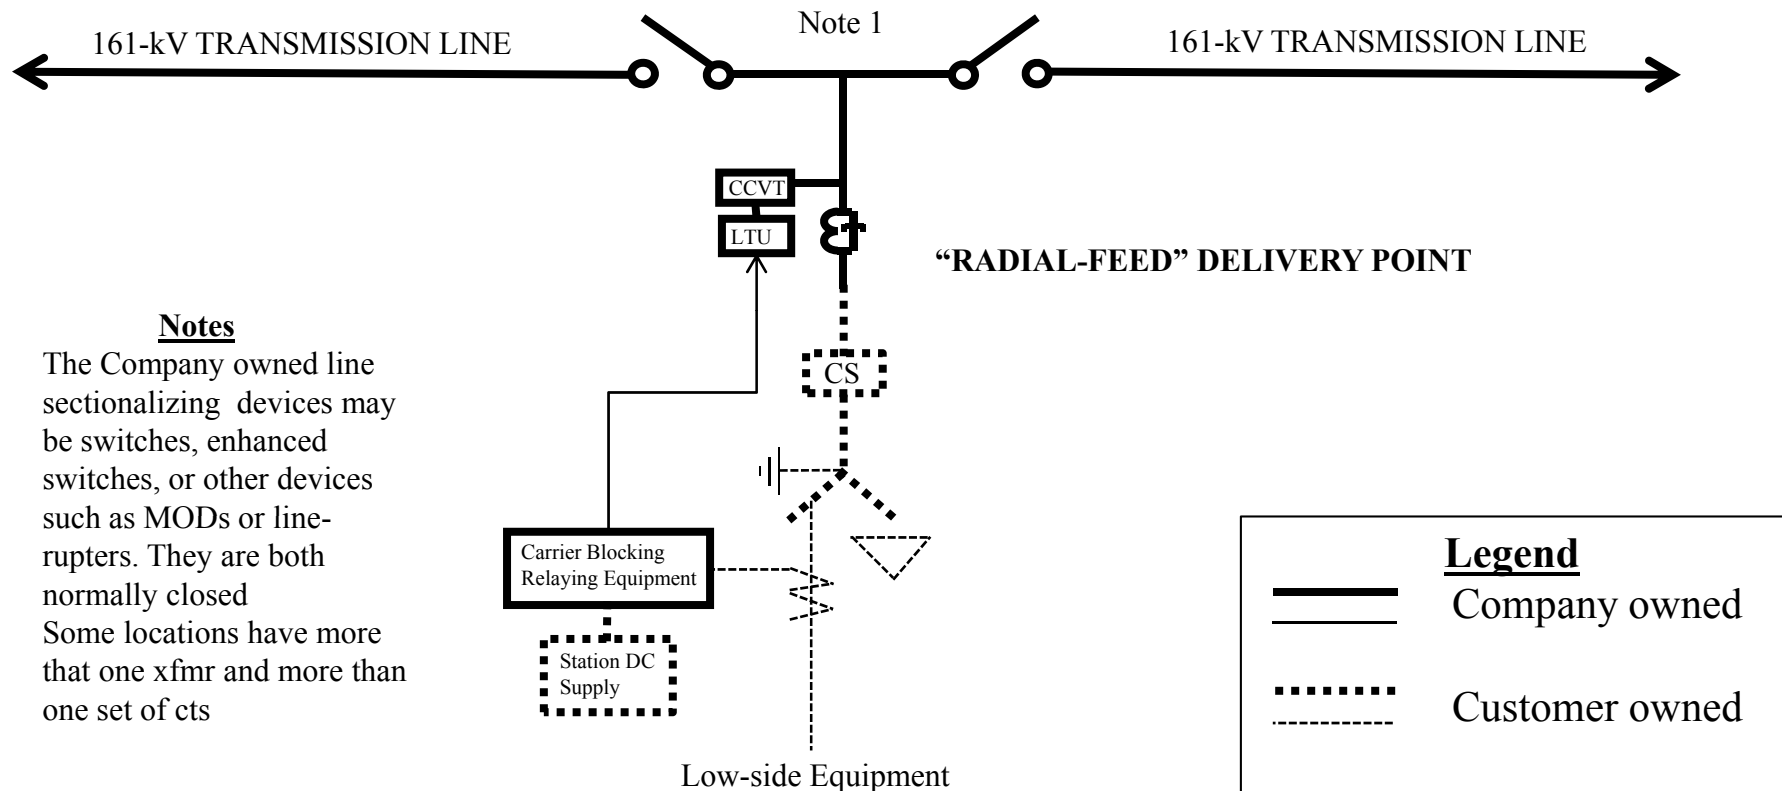 Note 1
161-kV TRANSMISSION LINE
161-kV TRANSMISSION LINE
CCVT
LTU
“RADIAL-FEED” DELIVERY POINT
CS
Notes
The Company owned line
sectionalizing devices may
be switches, enhanced
switches, or other devices
such as MODs or line-
rupters. They are both
normally closed
Some locations have more
that one xfmr and more than
one set of cts
Carrier Blocking
Relaying Equipment
Station DC
Supply
Low-side Equipment
Legend
Company owned
Customer owned